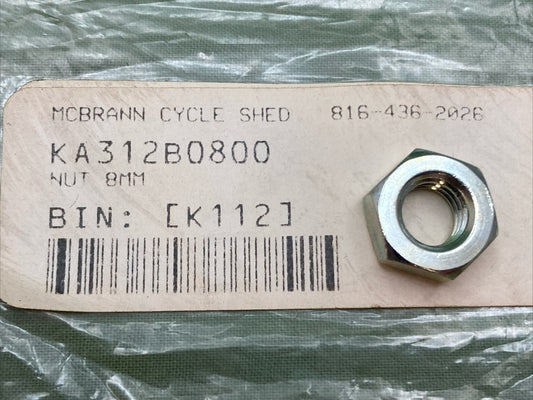 MCBRANN CYCLE SHED 816-436-2026
KA312B0800
NUT 8MM
BIN: [K112]